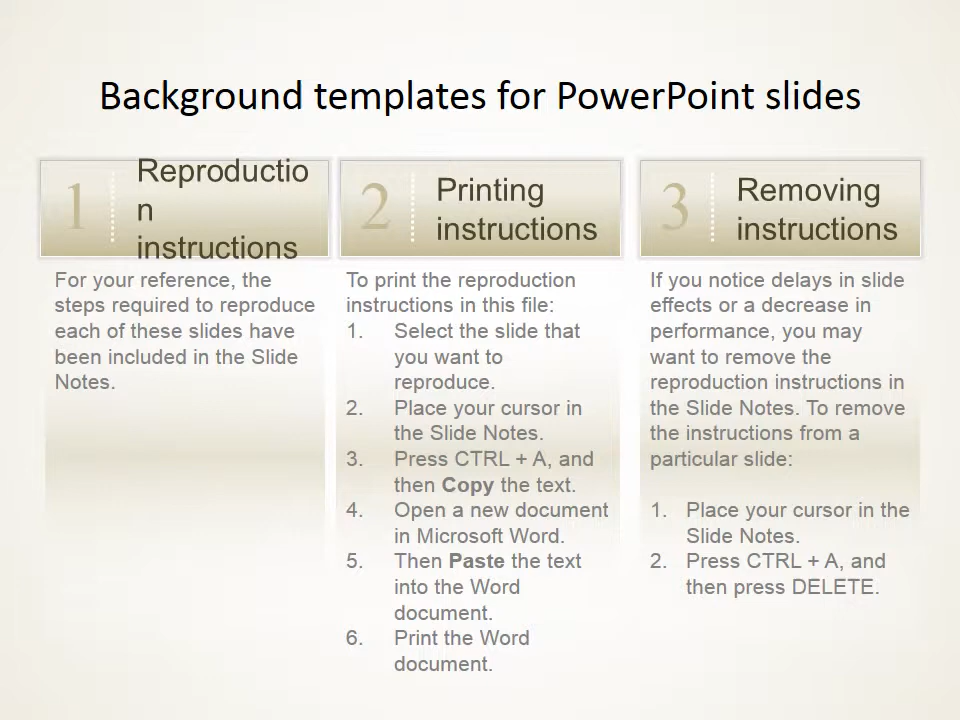 Background templates for PowerPoint slides
1
Reproductio
n
instructions
For your reference, the
steps required to reproduce
each of these slides have
been included in the Slide
Notes.
2
Printing
instructions
To print the reproduction
instructions in this file:
1. Select the slide that
you want to
reproduce.
2. Place your cursor in
the Slide Notes.
3. Press CTRL + A, and
then Copy the text.
4. Open a new document
in Microsoft Word.
5. Then Paste the text
into the Word
document.
6. Print the Word
document.
3
Removing
instructions
If you notice delays in slide
effects or a decrease in
performance, you may
want to remove the
reproduction instructions in
the Slide Notes. To remove
the instructions from a
particular slide:
1. Place your cursor in the
Slide Notes.
2. Press CTRL + A, and
then press DELETE.